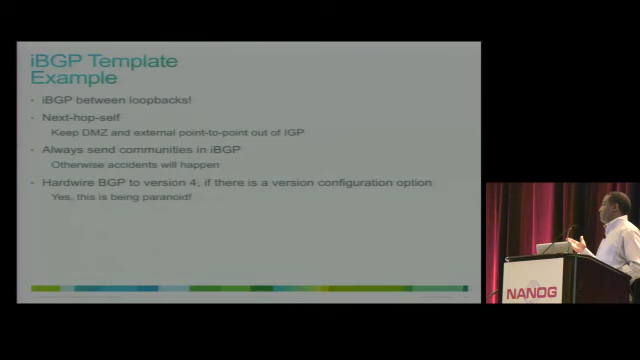 iBGP Template
Example
• iBGP between loopbacks!
• Next-hop-self
Keep DMZ and external point-to-point out of IGP
• Always send communities in iBGP
Otherwise accidents will happen
• Hardwire BGP to version 4, if there is a version configuration option
Yes, this is being paranoid!
NANOG